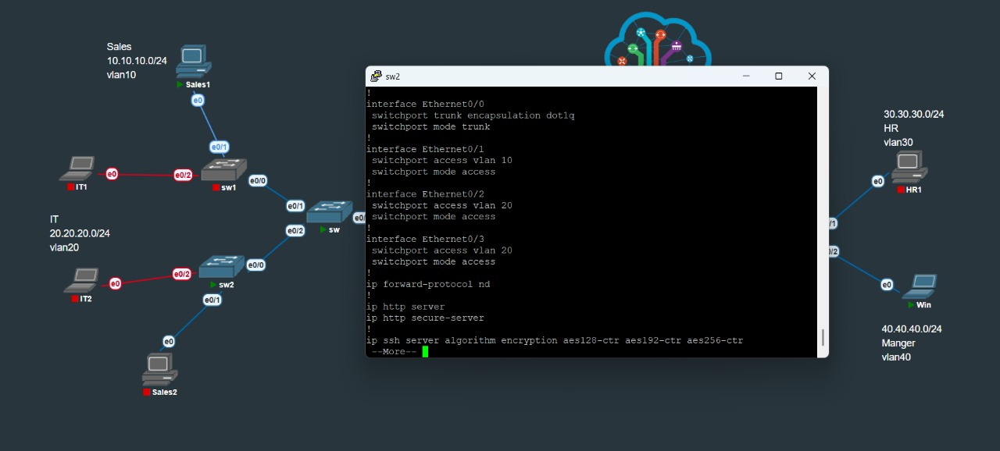 Sales
10.10.10.0/24
vlan10
Sales1
e0
e0/1
IT1
e0
e0/2
sw1
e0/0
e0/1
sw
e0/2
IT
20.20.20.0/24
vlan20
IT2
e0
e0/2
sw2
e0/0
e0/1
e0
Sales2
sw2
!
interface Ethernet0/0
 switchport trunk encapsulation dot1q
 switchport mode trunk
!
interface Ethernet0/1
 switchport access vlan 10
 switchport mode access
!
interface Ethernet0/2
 switchport access vlan 20
 switchport mode access
!
interface Ethernet0/3
 switchport access vlan 20
 switchport mode access
!
ip forward-protocol nd
!
ip http server
ip http secure-server
!
ip ssh server algorithm encryption aes128-ctr aes192-ctr aes256-ctr
 --More--
30.30.30.0/24
HR
vlan30
e0
HR1
/1
/2
e0
Win
40.40.40.0/24
Manger
vlan40